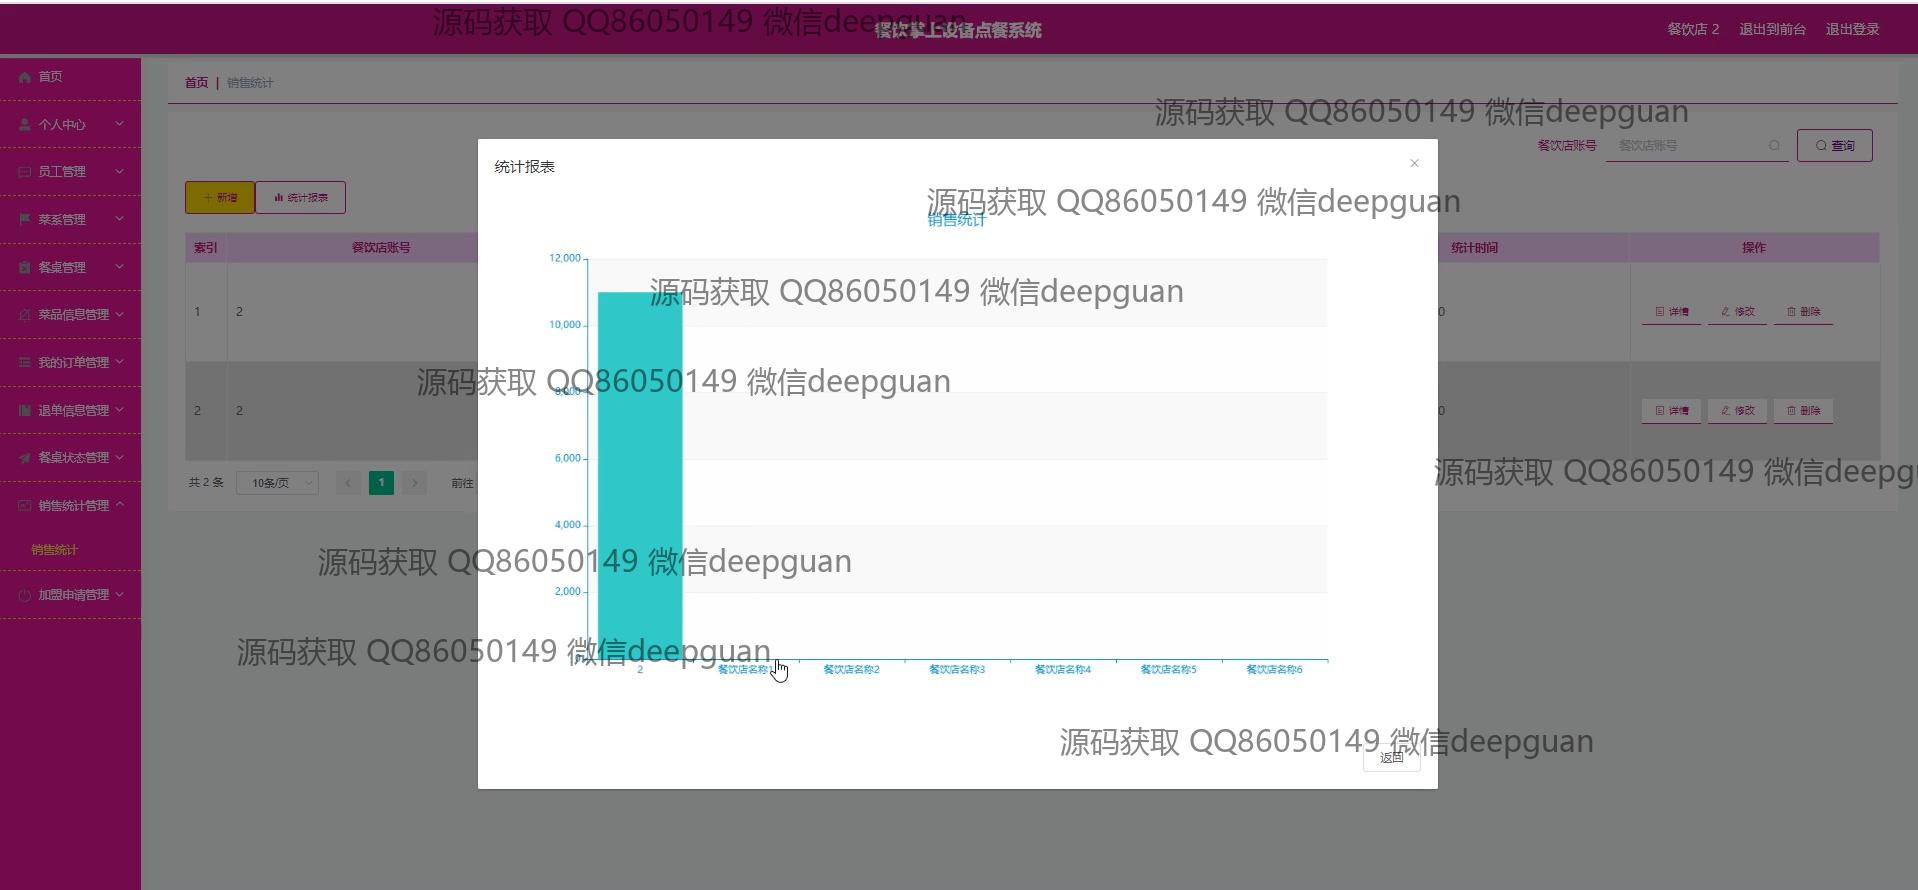 源码获取 QQ86050149 微信deepguan
餐饮掌上设备点餐系统
餐饮店 2
退出到前台
退出登录
首页
个人中心
员工管理
菜系管理
餐桌管理
菜品信息管理
我的订单管理
退单信息管理
餐桌状态管理
销售统计管理
销售统计
加盟申请管理
首页 | 销售统计
源码获取 QQ86050149 微信deepguan
餐饮店账号
餐饮店账号
查询
新增
统计报表
索引
餐饮店账号
统计时间
操作
1
2
0
详情
修改
删除
2
2
0
详情
修改
删除
共 2 条
10条/页
1
前往
统计报表
源码获取 QQ86050149 微信deepguan
销售统计
12,000
源码获取 QQ86050149 微信deepguan
10,000
源码获取 QQ86050149 微信deepguan
8,000
6,000
源码获取 QQ86050149 微信deepgu
4,000
源码获取 QQ86050149 微信deepguan
2,000
源码获取 QQ86050149 微信deepguan
2
餐饮店名称1
餐饮店名称2
餐饮店名称3
餐饮店名称4
餐饮店名称5
餐饮店名称6
源码获取 QQ86050149 微信deepguan
返回